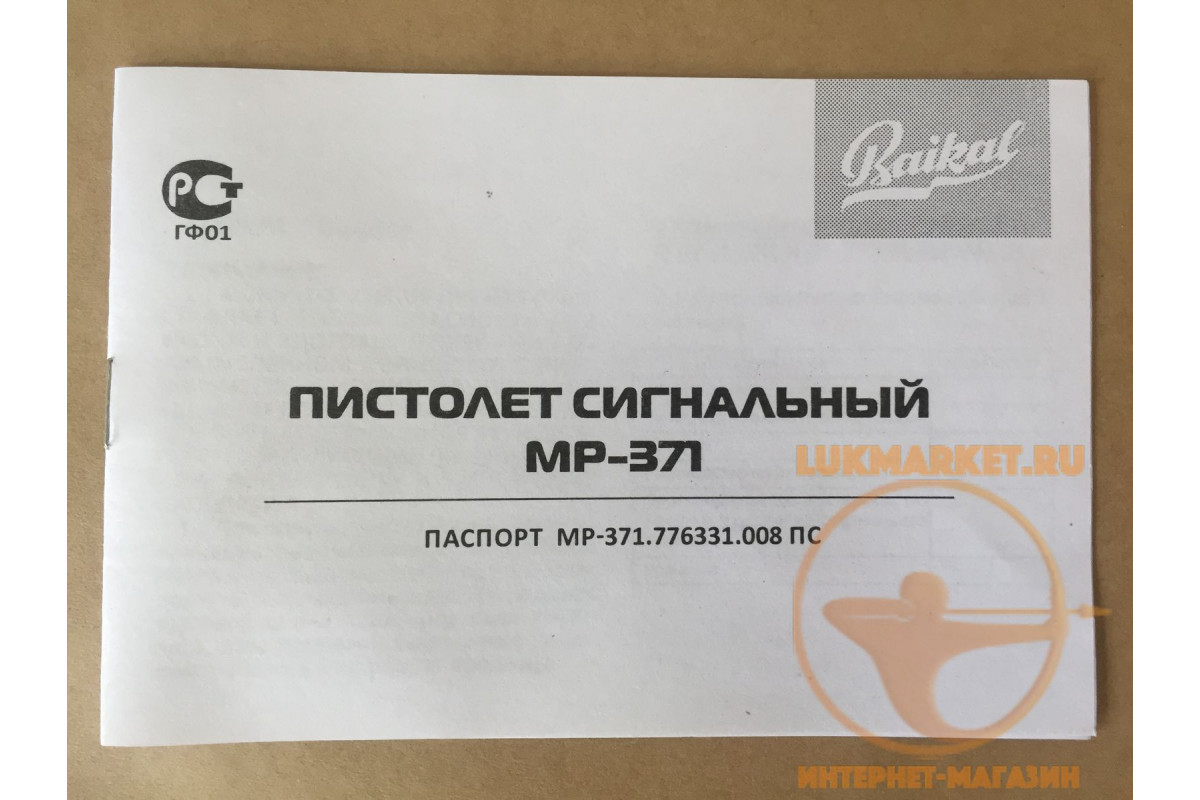 Baikal
РСТ
ГФ01
ПИСТОЛЕТ СИГНАЛЬНЫЙ
МР-371
ПАСПОРТ МР-371.776331.008 ПС
LUKMARKET.RU
ИНТЕРНЕТ-МАГАЗИН